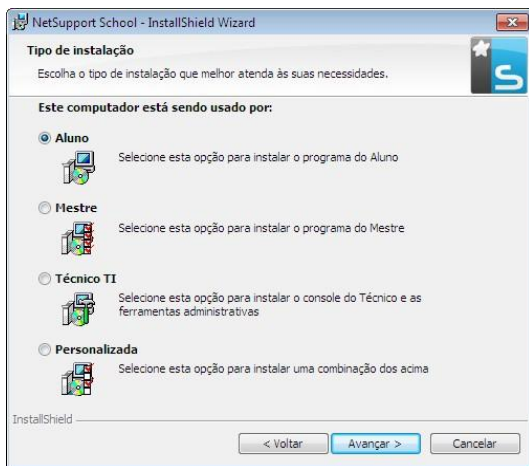 NetSupport School - InstallShield Wizard
Tipo de instalação
Escolha o tipo de instalação que melhor atenda às suas necessidades.
S
Este computador está sendo usado por:
Aluno
Selecione esta opção para instalar o programa do Aluno
Mestre
Selecione esta opção para instalar o programa do Mestre
Técnico TI
Selecione esta opção para instalar o console do Técnico e as
ferramentas administrativas
Personalizada
Selecione esta opção para instalar uma combinação dos acima
InstallShield
< Voltar Avançar > Cancelar